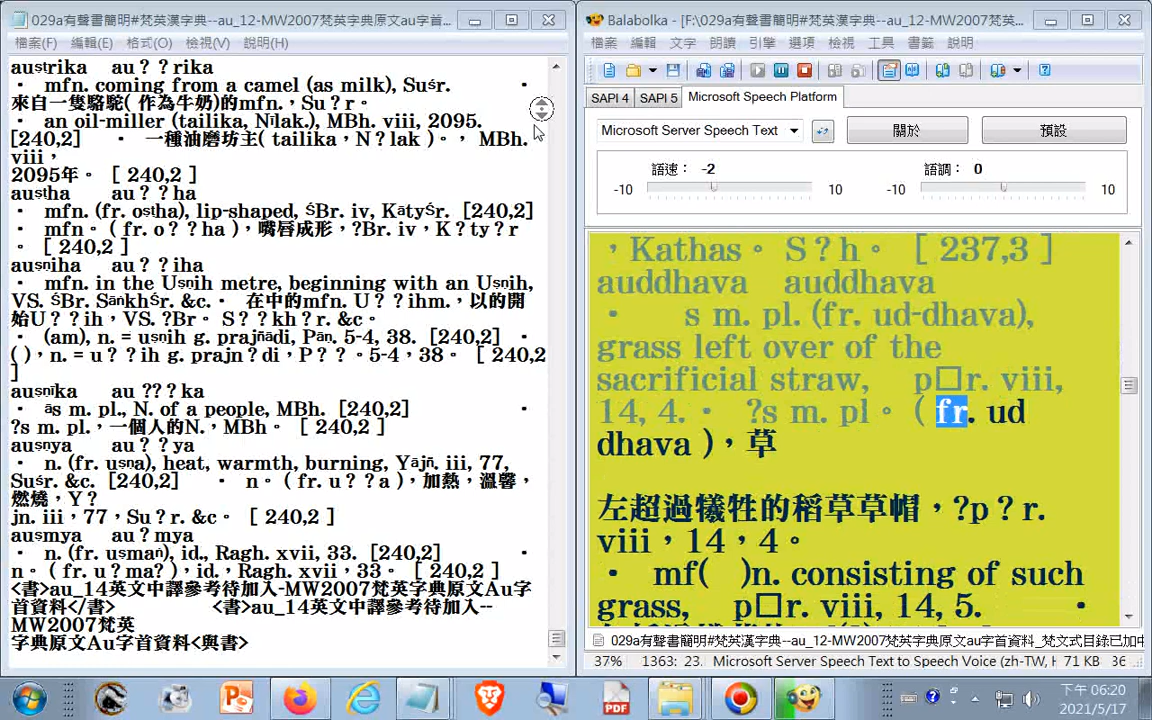 029a有聲書簡明#梵英漢字典--au_12-MW2007梵英字典原文au字首...
檔案(F) 編輯(E) 格式(O) 檢視(V) 說明(H)
auṣṭrika au？？rika
• mfn. coming from a camel (as milk), Suśr. •
來自一隻駱駝( 作為牛奶)的mfn.，Su？r。
• an oil-miller (tailika, Nīlak.), MBh. viii, 2095.
[240,2] • 一種油磨坊主( tailika，N？lak )。， MBh.
viii，
2095年。 [ 240,2 ]
auṣṭha au？？ha
• mfn. (fr. oṣṭha), lip-shaped, ŚBr. iv, KātyŚr. [240,2]
• mfn。( fr. o？？ha )，嘴唇成形，?Br. iv，K？ty？r
。[ 240,2 ]
auṣṇiha au？？iha
• mfn. in the Uṣṇih metre, beginning with an Uṣṇih,
VS. ŚBr. ŚāṅkhŚr. &c.• 在中的mfn. U？？ihm.，以的開
始U？？ih，VS. ?Br。 S？？kh？r. &c。
• (am), n. = uṣṇih g. prajñādi, Pāṇ. 5-4, 38. [240,2]
( )，n. = u？？ih g. prajn？di，P？？。5-4，38。 [ 240,2
]
auṣṇīka au ???ka
• ās m. pl., N. of a people, MBh. [240,2] •
?s m. pl.，一個人的N.，MBh。 [ 240,2 ]
auṣṇya au？？ya
• n. (fr. uṣṇa), heat, warmth, burning, Yājñ. iii, 77,
Suśr. &c. [240,2] • n。( fr. u？？a )，加熱，溫馨，
燃燒，Y？
jn. iii，77，Su？r. &c。 [ 240,2 ]
auṣmya au？mya
• n. (fr. uṣman), id., Ragh. xvii, 33. [240,2] •
n。( fr. u？ma?)，id.，Ragh. xvii，33。 [ 240,2 ]
<書>au_14英文中譯參考待加入-MW2007梵英字典原文Au字
首資料</書> <書>au_14英文中譯參考待加入--
MW2007梵英
字典原文Au字首資料<與書>
Balabolka - [F:\029a有聲書簡明#梵英漢字典--au_12-MW2007梵英...
檔案 編輯 文字 朗讀 引擎 選項 檢視 工具 書籤 說明
SAPI 4 SAPI 5 Microsoft Speech Platform
Microsoft Server Speech Text 關於 預設
語速： -2 語調： 0
-10 10 -10 10
，Kathas。 S？h。 [ 237,3 ]
auddhava auddhava
• s m. pl. (fr. ud-dhava),
grass left over of the
sacrificial straw, p□r. viii,
14, 4. • ?s m. pl。( fr. ud
dhava )，草
左超過犧牲的稻草草帽，?p？r.
viii，14，4。
• mf( )n. consisting of such
grass, p□r. viii, 14, 5. •
029a有聲書簡明#梵英漢字典--au_12-MW2007梵英字典原文au字首資料_梵文式目錄已加中
37% 1363: 23. Microsoft Server Speech Text to Speech Voice (zh-TW, H 71 KB 36
下午 06:20
2021/5/17